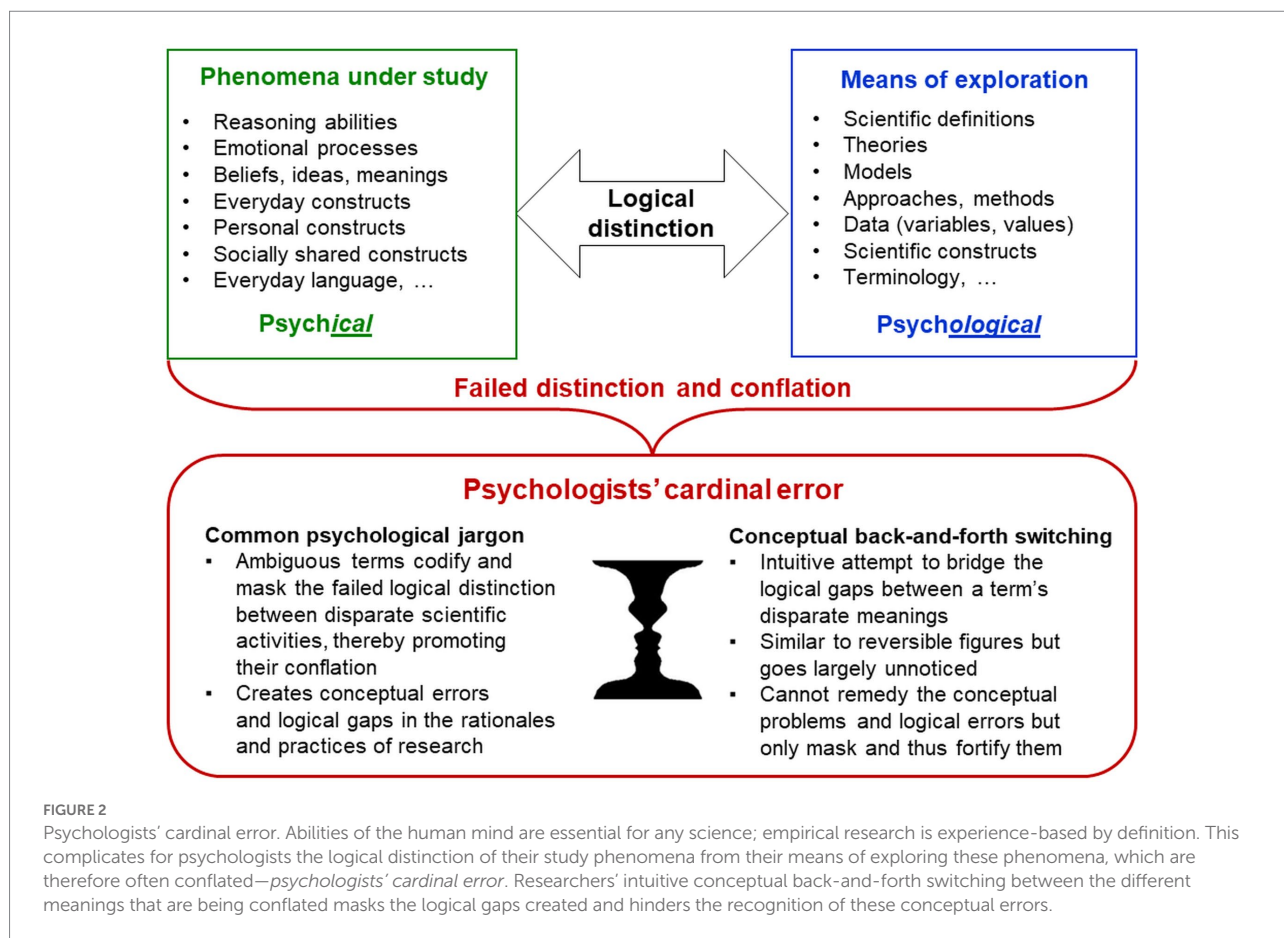 Phenomena under study
• Reasoning abilities
• Emotional processes
• Beliefs, ideas, meanings
• Everyday constructs
• Personal constructs
• Socially shared constructs
• Everyday language, …
Psychical
Logical
distinction
Means of exploration
• Scientific definitions
• Theories
• Models
• Approaches, methods
• Data (variables, values)
• Scientific constructs
• Terminology, …
Psychological
Failed distinction and conflation
Psychologists’ cardinal error
Common psychological jargon
▪ Ambiguous terms codify and
mask the failed logical distinction
between disparate scientific
activities, thereby promoting
their conflation
▪ Creates conceptual errors
and logical gaps in the rationales
and practices of research
Conceptual back-and-forth switching
▪ Intuitive attempt to bridge the
logical gaps between a term’s
disparate meanings
▪ Similar to reversible figures but
goes largely unnoticed
▪ Cannot remedy the conceptual
problems and logical errors but
only mask and thus fortify them
FIGURE 2
Psychologists’ cardinal error. Abilities of the human mind are essential for any science; empirical research is experience-based by definition. This
complicates for psychologists the logical distinction of their study phenomena from their means of exploring these phenomena, which are
therefore often conflated—psychologists’ cardinal error. Researchers’ intuitive conceptual back-and-forth switching between the different
meanings that are being conflated masks the logical gaps created and hinders the recognition of these conceptual errors.